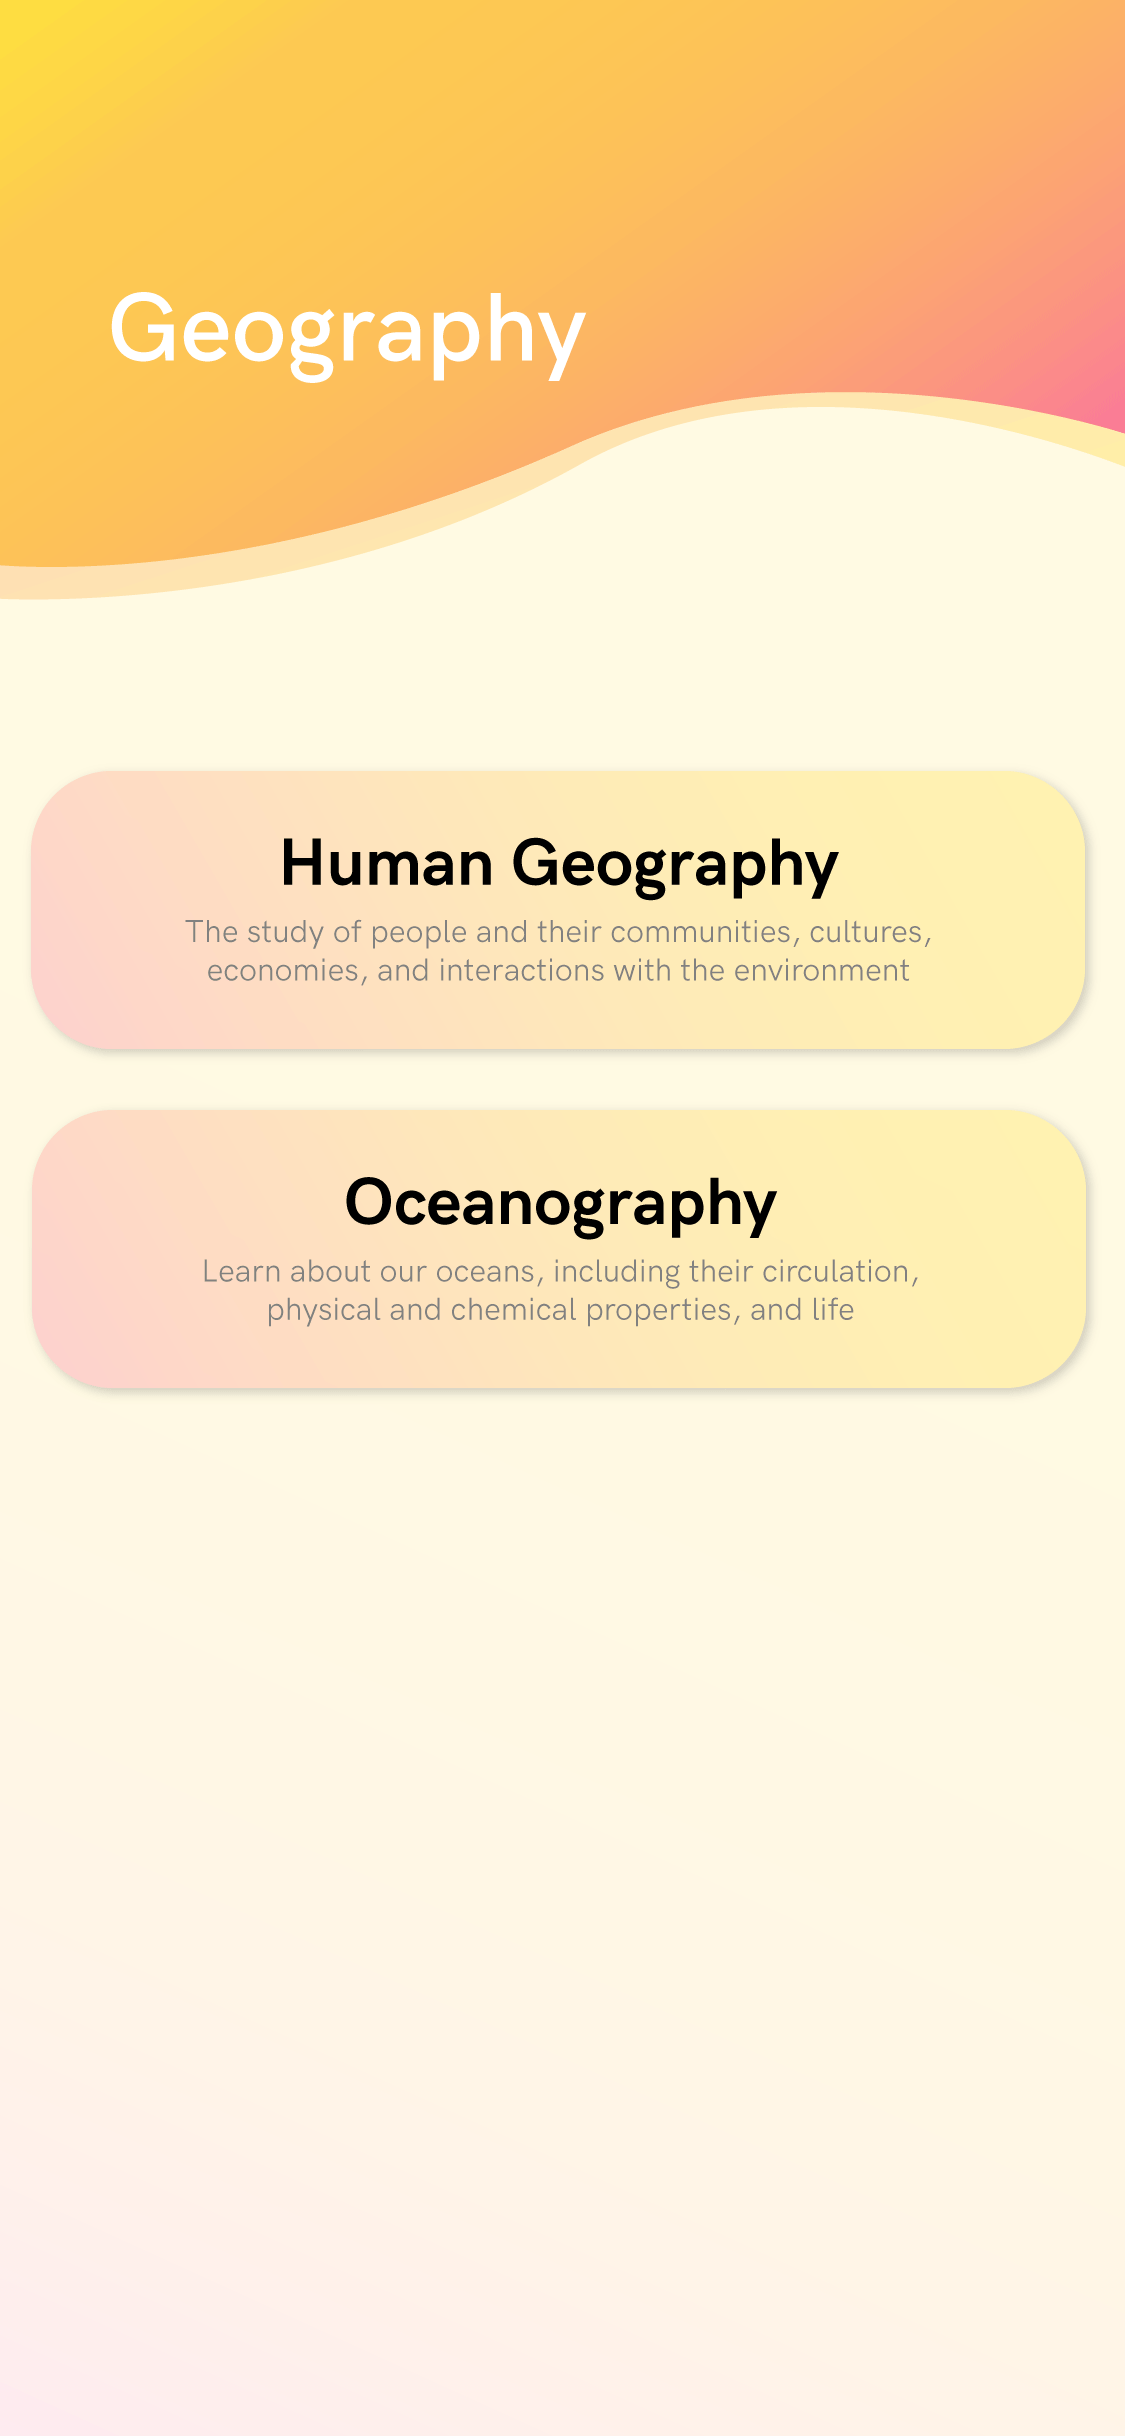 Geography
Human Geography
The study of people and their communities, cultures,
economies, and interactions with the environment
Oceanography
Learn about our oceans, including their circulation,
physical and chemical properties, and life